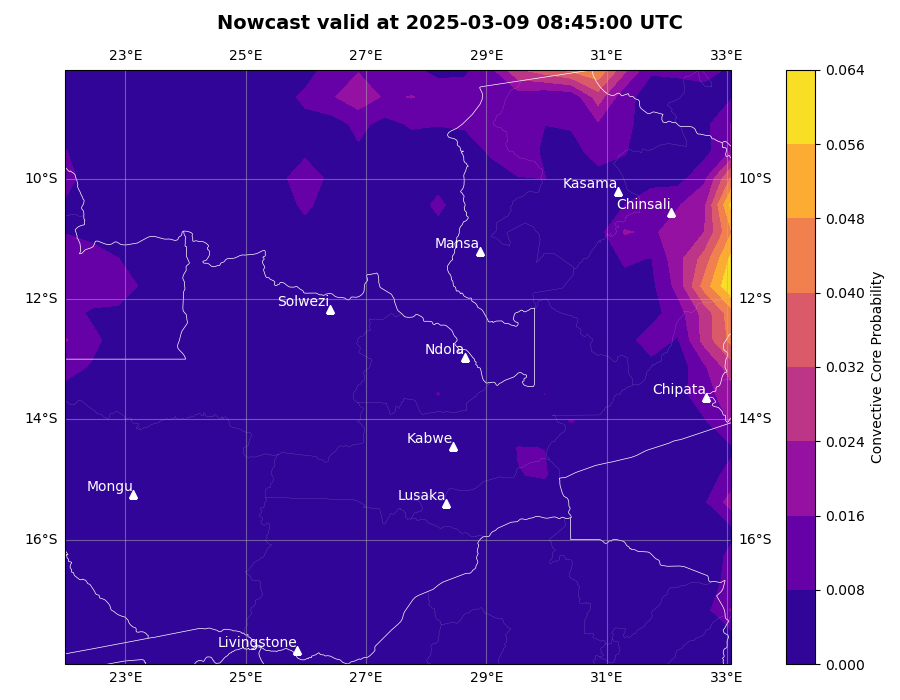 Nowcast valid at 2025-03-09 08:45:00 UTC
23°E 25°E 27°E 29°E 31°E 33°E
0.064
0.056
10°S 10°S
Kasama
Chinsali
0.048
Mansa
0.040
12°S 12°S
Solwezi
Ndola
0.032
Chipata
14°S 14°S
Kabwe
0.024
Mongu
Lusaka
0.016
16°S 16°S
0.008
Livingstone
0.000
23°E 25°E 27°E 29°E 31°E 33°E
Convective Core Probability